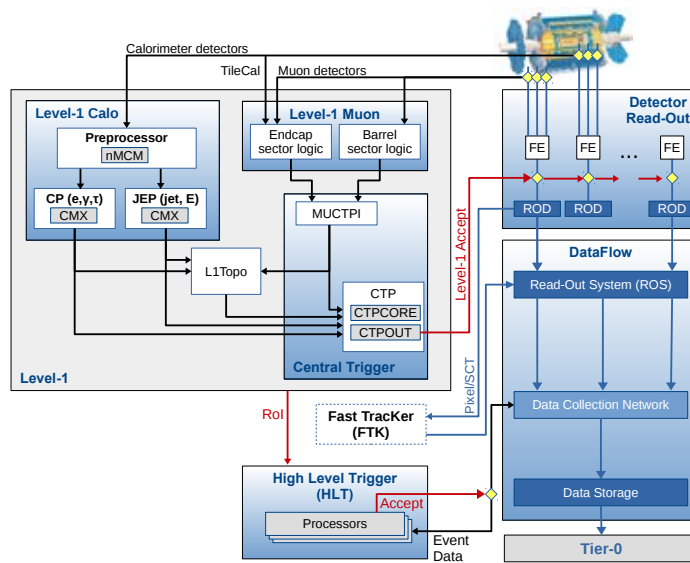 Calorimeter detectors
TileCal
Muon detectors
Level-1 Calo
Preprocessor
nMCM
CP (e,γ,τ)
CMX
JEP (jet, E)
CMX
Level-1 Muon
Endcap
sector logic
Barrel
sector logic
Detector
Read-Out
FE
FE
...
FE
ROD
ROD
ROD
MUCTPI
L1Topo
CTP
CTPCORE
CTPOUT
Central Trigger
Level-1
Level-1 Accept
DataFlow
Read-Out System (ROS)
Pixel/SCT
RoI
Fast TracKer
(FTK)
Data Collection Network
High Level Trigger
(HLT)
Accept
Processors
Event
Data
Data Storage
Tier-0